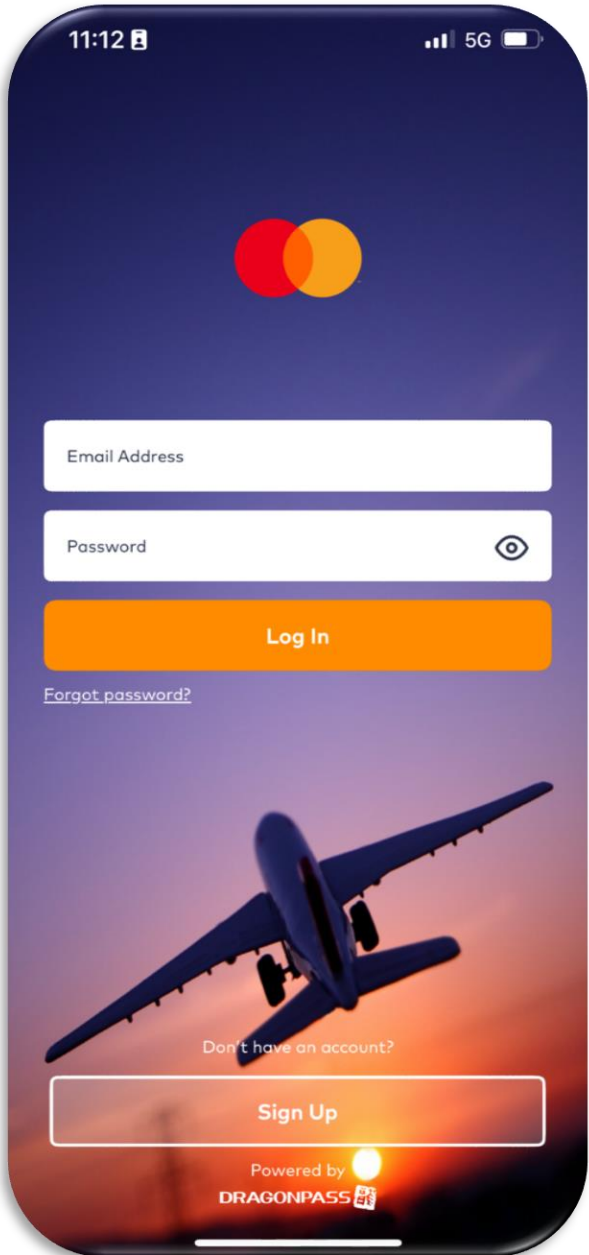 11:12
5G
Email Address
Password
Log In
Forgot password?
Don't have an account?
Sign Up
Powered by
DRAGONPASS